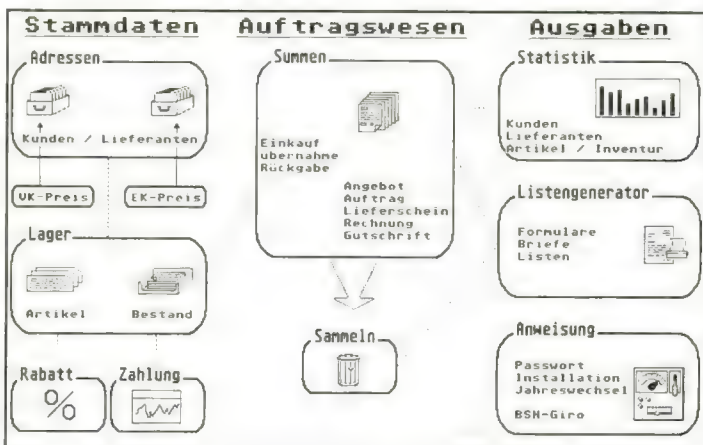 Stammdaten
Adressen
Kunden / Lieferanten
VK-Preis
EK-Preis
Lager
Artikel
Bestand
Rabatt
%
Zahlung
Auftragswesen
Summen
Einkauf
übernahme
Rückgabe
Angebot
Auftrag
Lieferschein
Rechnung
Gutschrift
Sammeln
Ausgaben
Statistik
Kunden
Lieferanten
Artikel / Inventur
Listengenerator
Formulare
Briefe
Listen
Anweisung
Passwort
Installation
Jahreswechsel
BSH-Giro